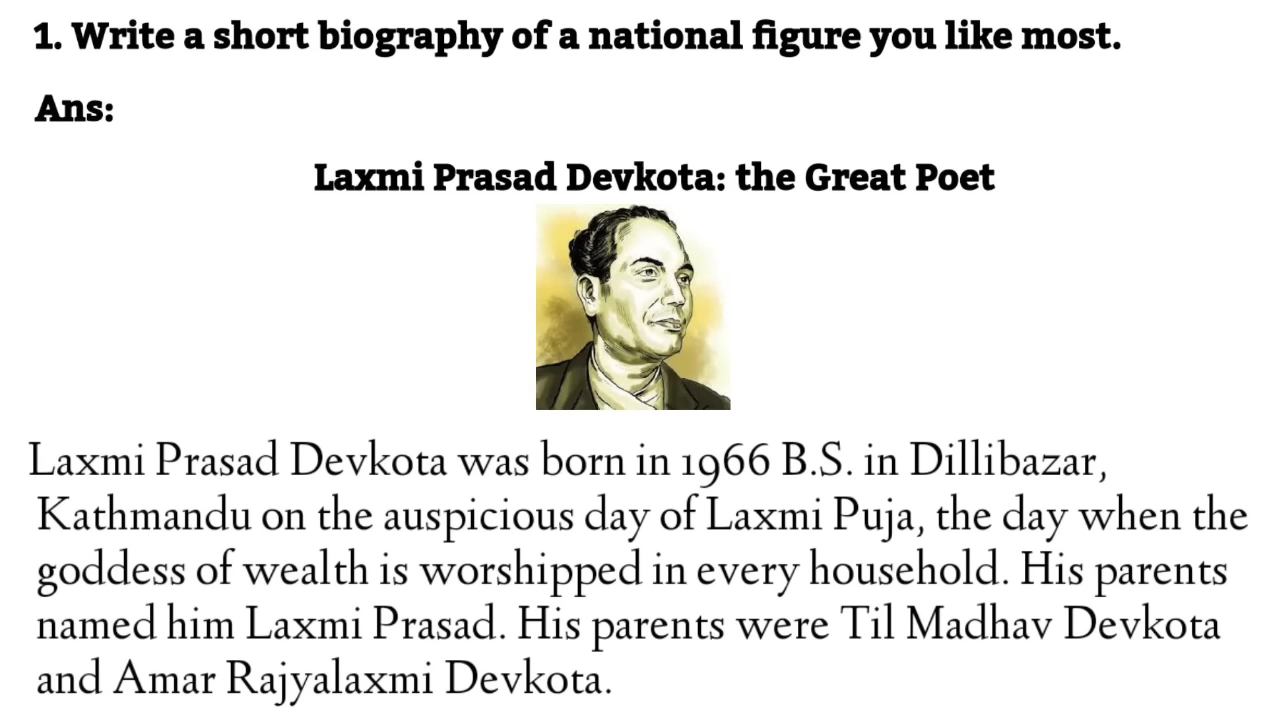 1. Write a short biography of a national figure you like most.
Ans:
Laxmi Prasad Devkota: the Great Poet
Laxmi Prasad Devkota was born in 1966 B.S. in Dillibazar,
Kathmandu on the auspicious day of Laxmi Puja, the day when the
goddess of wealth is worshipped in every household. His parents
named him Laxmi Prasad. His parents were Til Madhav Devkota
and Amar Rajyalaxmi Devkota.